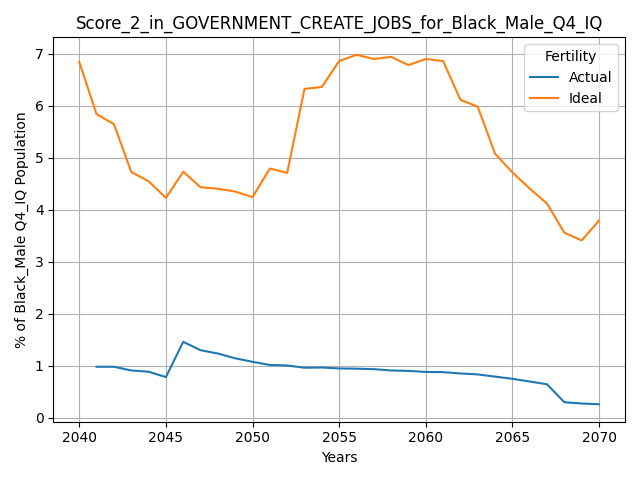 Score_2_in_GOVERNMENT_CREATE_JOBS_for_Black_Male_Q4_IQ
Fertility
Actual
Ideal
% of Black_Male Q4_IQ Population
7
6
5
4
3
2
1
0
2040 2045 2050 2055 2060 2065 2070
Years